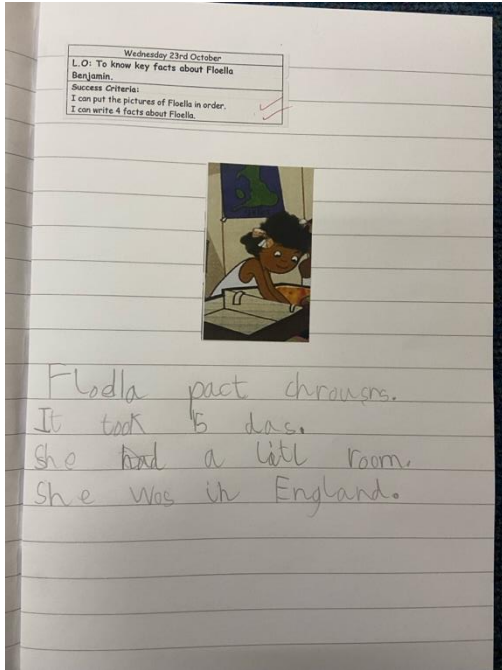 Wednesday 23rd October
L.O: To know key facts about Floella
Benjamin.
Success Criteria:
I can put the pictures of Floella in order.
I can write 4 facts about Floella.
Flodla pact chrousrs.
It took 15 das.
She had a litl room.
She wos in England.